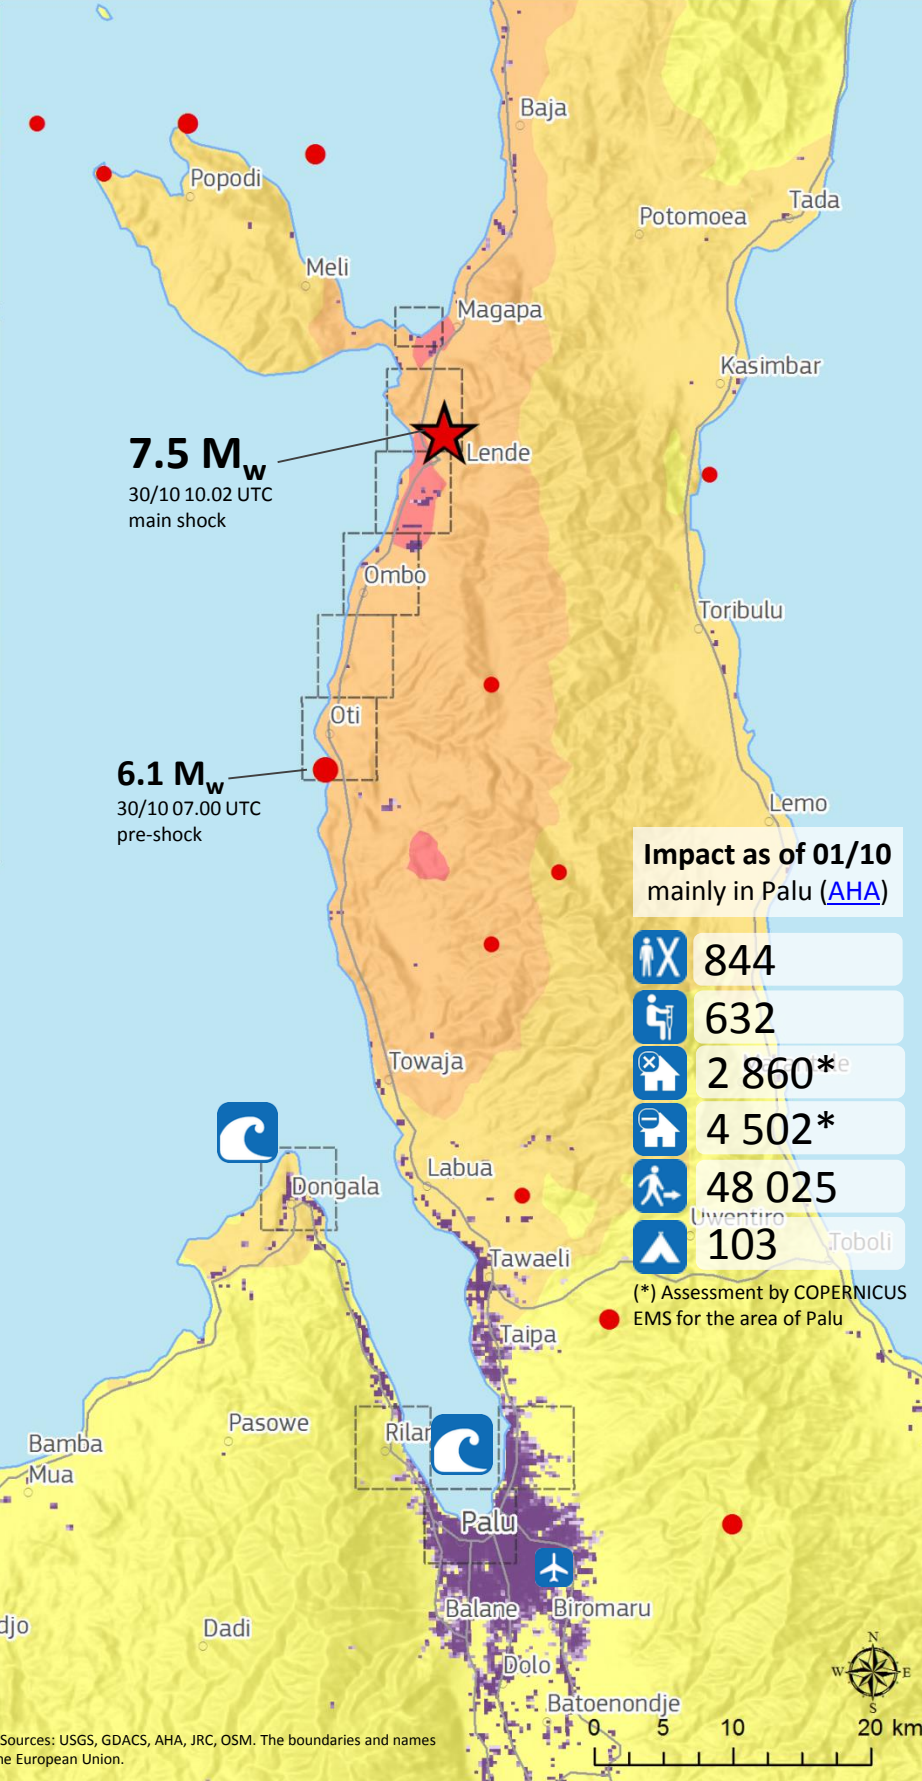 Baja
Tada
Popodi
Potomoea
Meli
Magapa
Kasimbar
7.5 Mw
30/10 10.02 UTC
main shock
Lende
Ombo
Toribulu
Oti
6.1 Mw
30/10 07.00 UTC
pre-shock
Lemo
Impact as of 01/10
mainly in Palu (AHA)
844
632
2 860*
4 502*
48 025
103
Towaja
Labua
Dongala
Uwentiro
Toboli
Tawaeli
(*) Assessment by COPERNICUS
EMS for the area of Palu
Taipa
Pasowe
Rilar
Bamba
Mua
Palu
Balane
Biromaru
djo
Dadi
Dolo
Batoenondje
N
W E
S
0 5 10 20 km
Sources: USGS, GDACS, AHA, JRC, OSM. The boundaries and names
ne European Union.